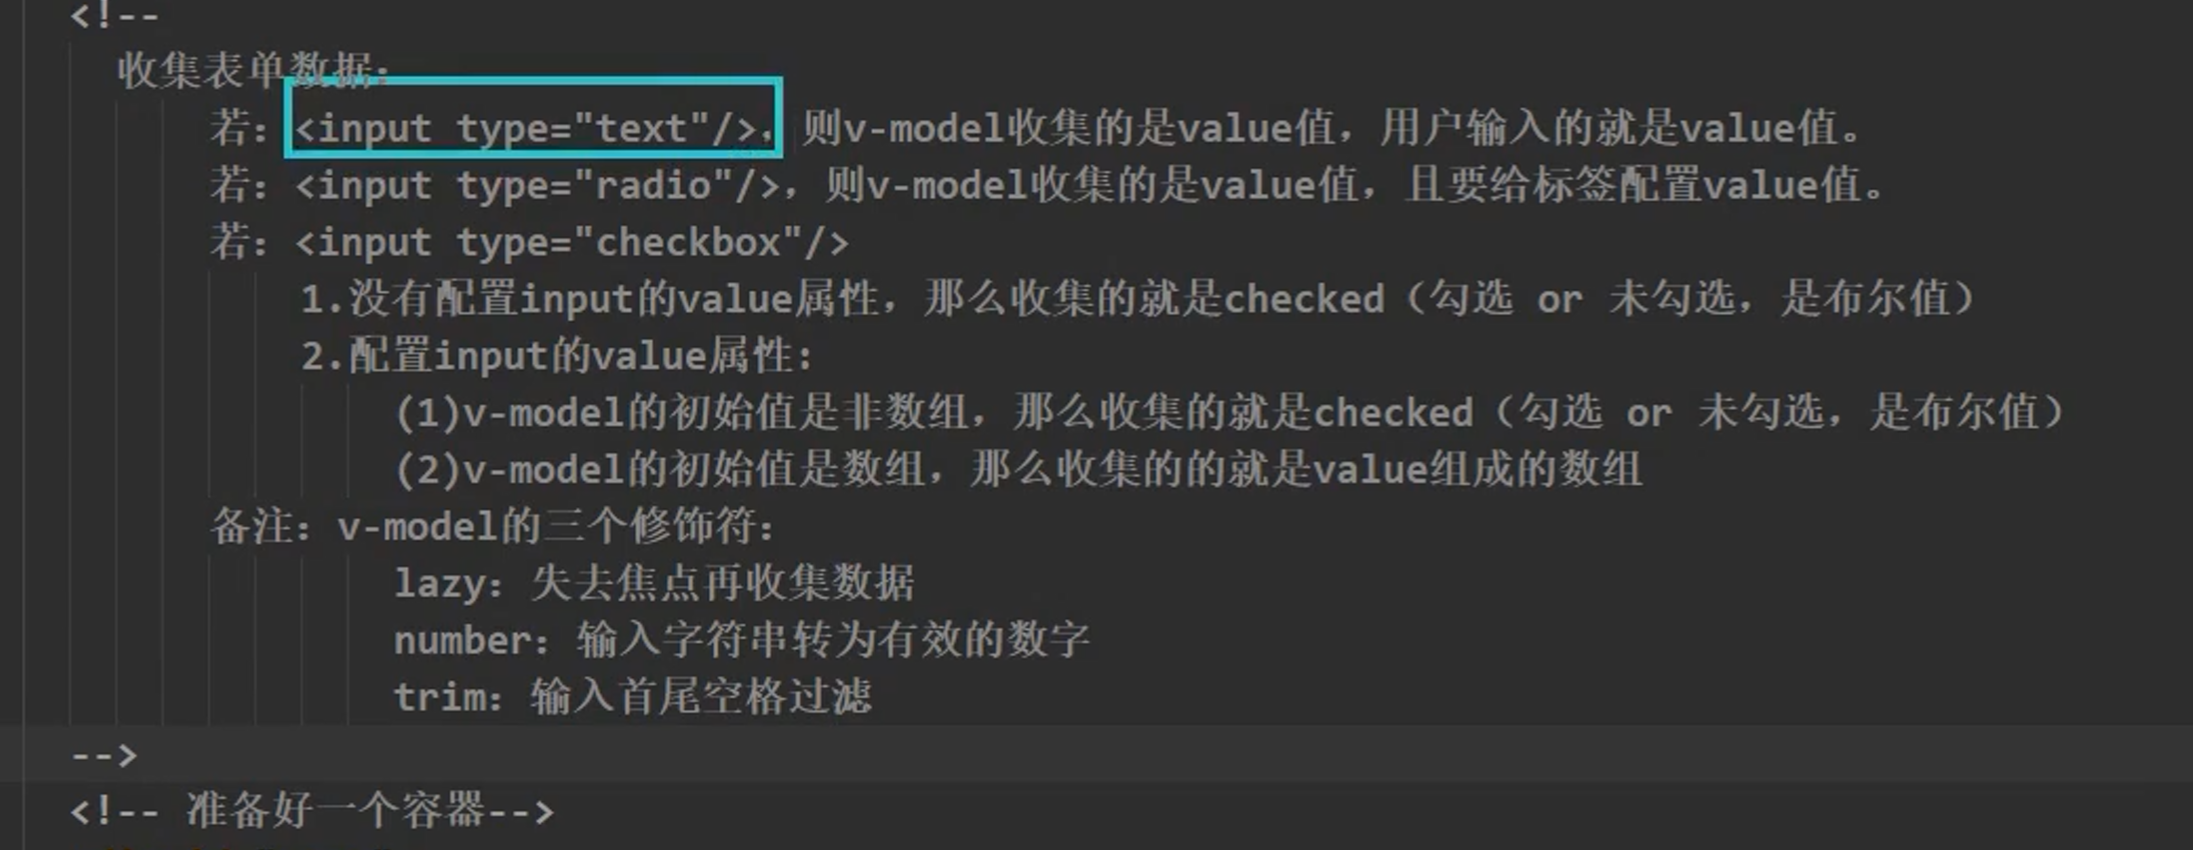 <!--
收集表单数据：
若：<input type="text"/>，则v-model收集的是value值，用户输入的就是value值。
若：<input type="radio"/>，则v-model收集的是value值，且要给标签配置value值。
若：<input type="checkbox"/>
1.没有配置input的value属性，那么收集的就是checked（勾选 or 未勾选，是布尔值）
2.配置input的value属性：
(1)v-model的初始值是非数组，那么收集的就是checked（勾选 or 未勾选，是布尔值）
(2)v-model的初始值是数组，那么收集的的就是value组成的数组
备注：v-model的三个修饰符：
lazy：失去焦点再收集数据
number：输入字符串转为有效的数字
trim：输入首尾空格过滤
-->
<!-- 准备好一个容器-->